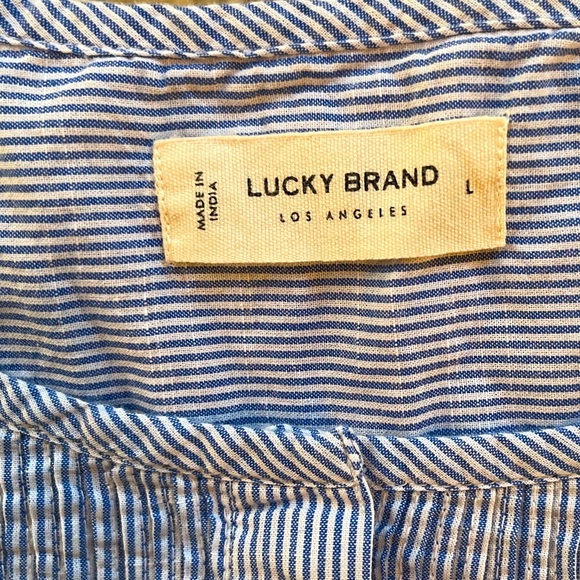 MADE IN
INDIA
LUCKY BRAND
LOS ANGELES
L